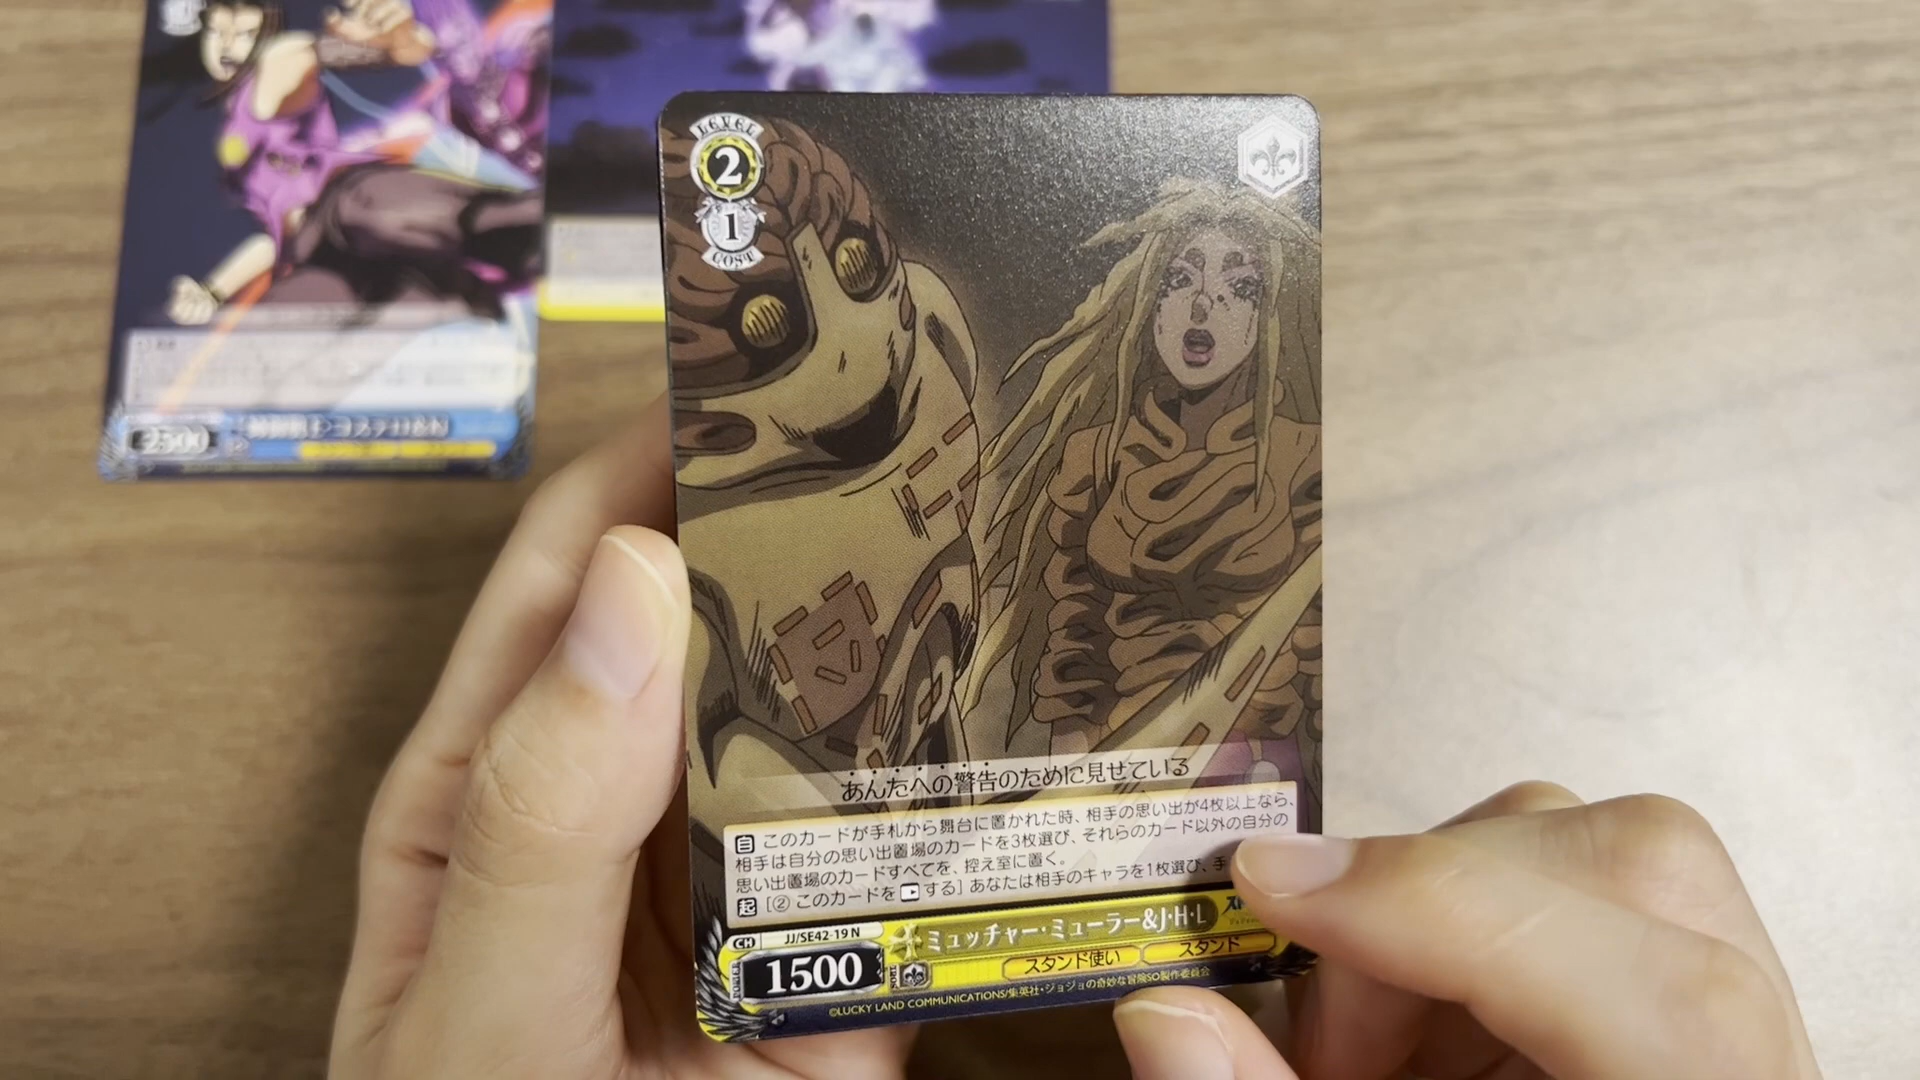 LEVEL
2
1
COST
あんたへの警告のために見せている
自 このカードが手札から舞台に置かれた時、相手の思い出が4枚以上なら、
相手は自分の思い出置場のカードを3枚選び、それらのカード以外の自分の
思い出置場のカードすべてを、控え室に置く。
起 [② このカードを する] あなたは相手のキャラを1枚選び、手
CH JJ/SE42-19 N
ミュッチャー・ミューラー&J・H・L
POWER 1500 SOUL
スタンド使い スタンド
©LUCKY LAND COMMUNICATIONS/集英社・ジョジョの奇妙な冒険SO製作委員会
2500